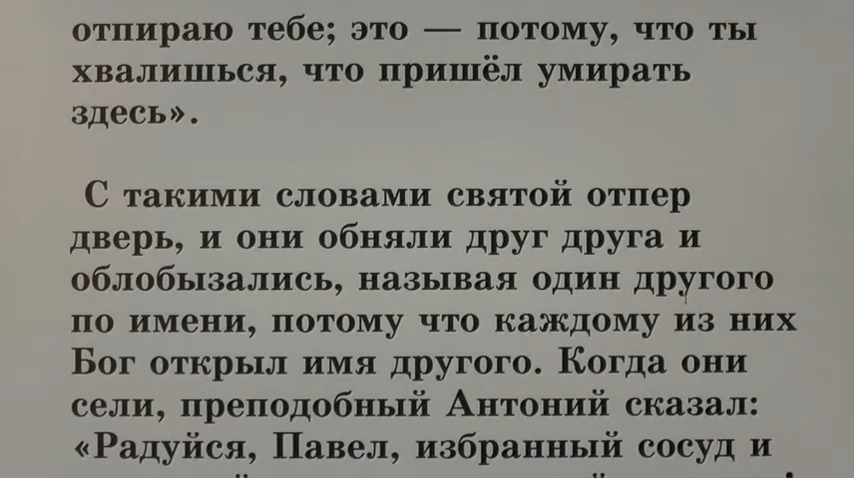 отпираю тебе; это — потому, что ты
хвалишься, что пришёл умирать
здесь».
С такими словами святой отпер
дверь, и они обняли друг друга и
облобызались, называя один другого
по имени, потому что каждому из них
Бог открыл имя другого. Когда они
сели, преподобный Антоний сказал:
«Радуйся, Павел, избранный сосуд и